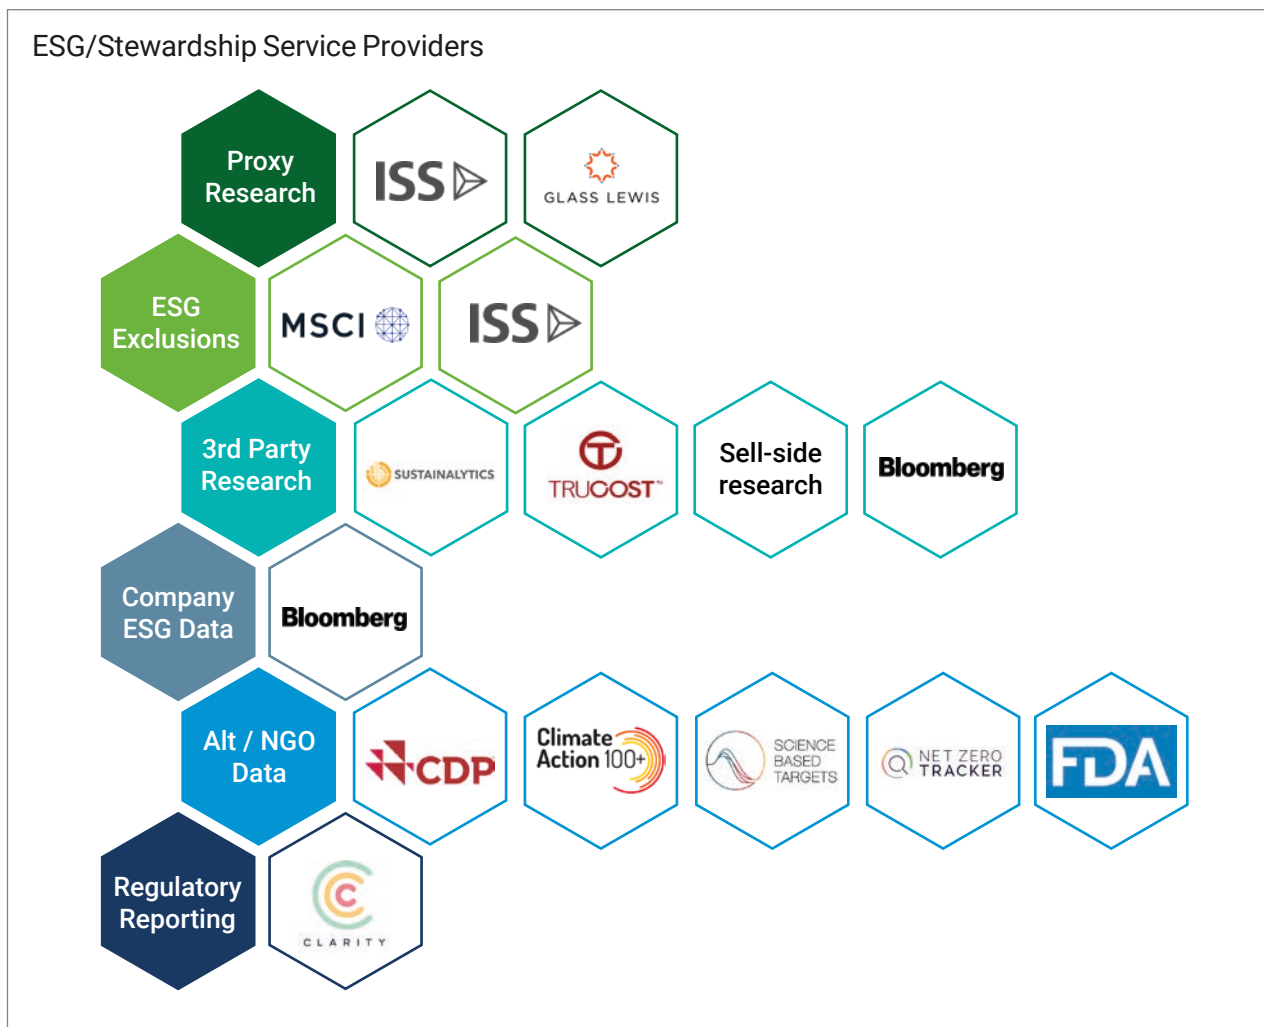 ESG/Stewardship Service Providers
Proxy
Research
ISS
GLASS LEWIS
ESG
Exclusions
MSCI
ISS
3rd Party
Research
SUSTAINALYTICS
TRUCOST™
Sell-side
research
Bloomberg
Company
ESG Data
Bloomberg
Alt / NGO
Data
CDP
Climate
Action 100+
SCIENCE
BASED
TARGETS
NET ZERO
TRACKER
FDA
Regulatory
Reporting
CLARITY